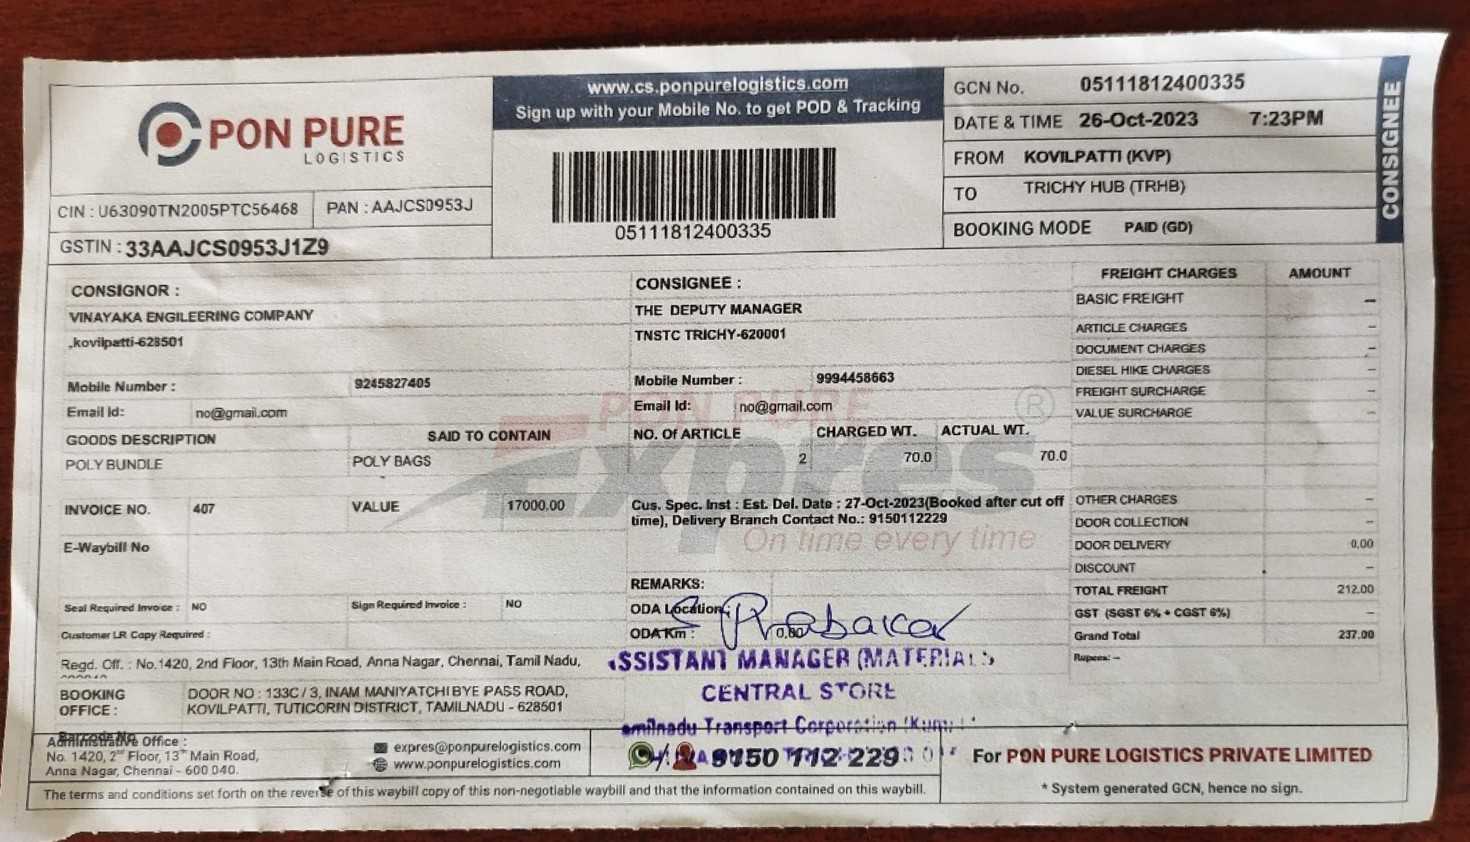 PON PURE
LOGISTICS
CIN : U63090TN2005PTC56468 PAN : AAJCS0953J
GSTIN : 33AAJCS0953J1Z9
www.cs.ponpurelogistics.com
Sign up with your Mobile No. to get POD & Tracking
05111812400335
GCN No. 05111812400335
DATE & TIME 26-Oct-2023 7:23PM
FROM KOVILPATTI (KVP)
TO TRICHY HUB (TRHB)
BOOKING MODE PAID (GD)
CONSIGNEE
CONSIGNOR :
VINAYAKA ENGILEERING COMPANY
,kovilpatti-628501
Mobile Number : 9245827405
Email Id: no@gmail.com
GOODS DESCRIPTION SAID TO CONTAIN
POLY BUNDLE POLY BAGS
INVOICE NO. 407 VALUE 17000.00
E-Waybill No
Seal Required Invoice : NO Sign Required Invoice : NO
Customer LR Copy Required :
CONSIGNEE :
THE DEPUTY MANAGER
TNSTC TRICHY-620001
Mobile Number : 9994458663
Email Id: no@gmail.com
NO. Of ARTICLE CHARGED WT. ACTUAL WT.
2 70.0 70.0
PON PURE
Expres
®
On time every time
Cus. Spec. Inst : Est. Del. Date : 27-Oct-2023(Booked after cut off
time), Delivery Branch Contact No.: 9150112229
REMARKS:
ODA Location:
ODA Km : 0.00
Prabakar
ASSISTANT MANAGER (MATERIALS
CENTRAL STORE
Transport Corporation
FREIGHT CHARGES AMOUNT
BASIC FREIGHT –
ARTICLE CHARGES –
DOCUMENT CHARGES –
DIESEL HIKE CHARGES –
FREIGHT SURCHARGE –
VALUE SURCHARGE –
OTHER CHARGES –
DOOR COLLECTION –
DOOR DELIVERY 0.00
DISCOUNT –
TOTAL FREIGHT 212.00
GST (SGST 6% + CGST 6%) –
Grand Total 237.00
Rupees: –
Regd. Off. : No.1420, 2nd Floor, 13th Main Road, Anna Nagar, Chennai, Tamil Nadu,
BOOKING OFFICE : DOOR NO : 133C / 3, INAM MANIYATCHI BYE PASS ROAD,
KOVILPATTI, TUTICORIN DISTRICT, TAMILNADU - 628501
Barcode No
Administrative Office :
No. 1420, 2nd Floor, 13th Main Road,
Anna Nagar, Chennai - 600 040.
expres@ponpurelogistics.com
www.ponpurelogistics.com
9150 112 229
For PON PURE LOGISTICS PRIVATE LIMITED
* System generated GCN, hence no sign.
The terms and conditions set forth on the reverse of this waybill copy of this non-negotiable waybill and that the information contained on this waybill.